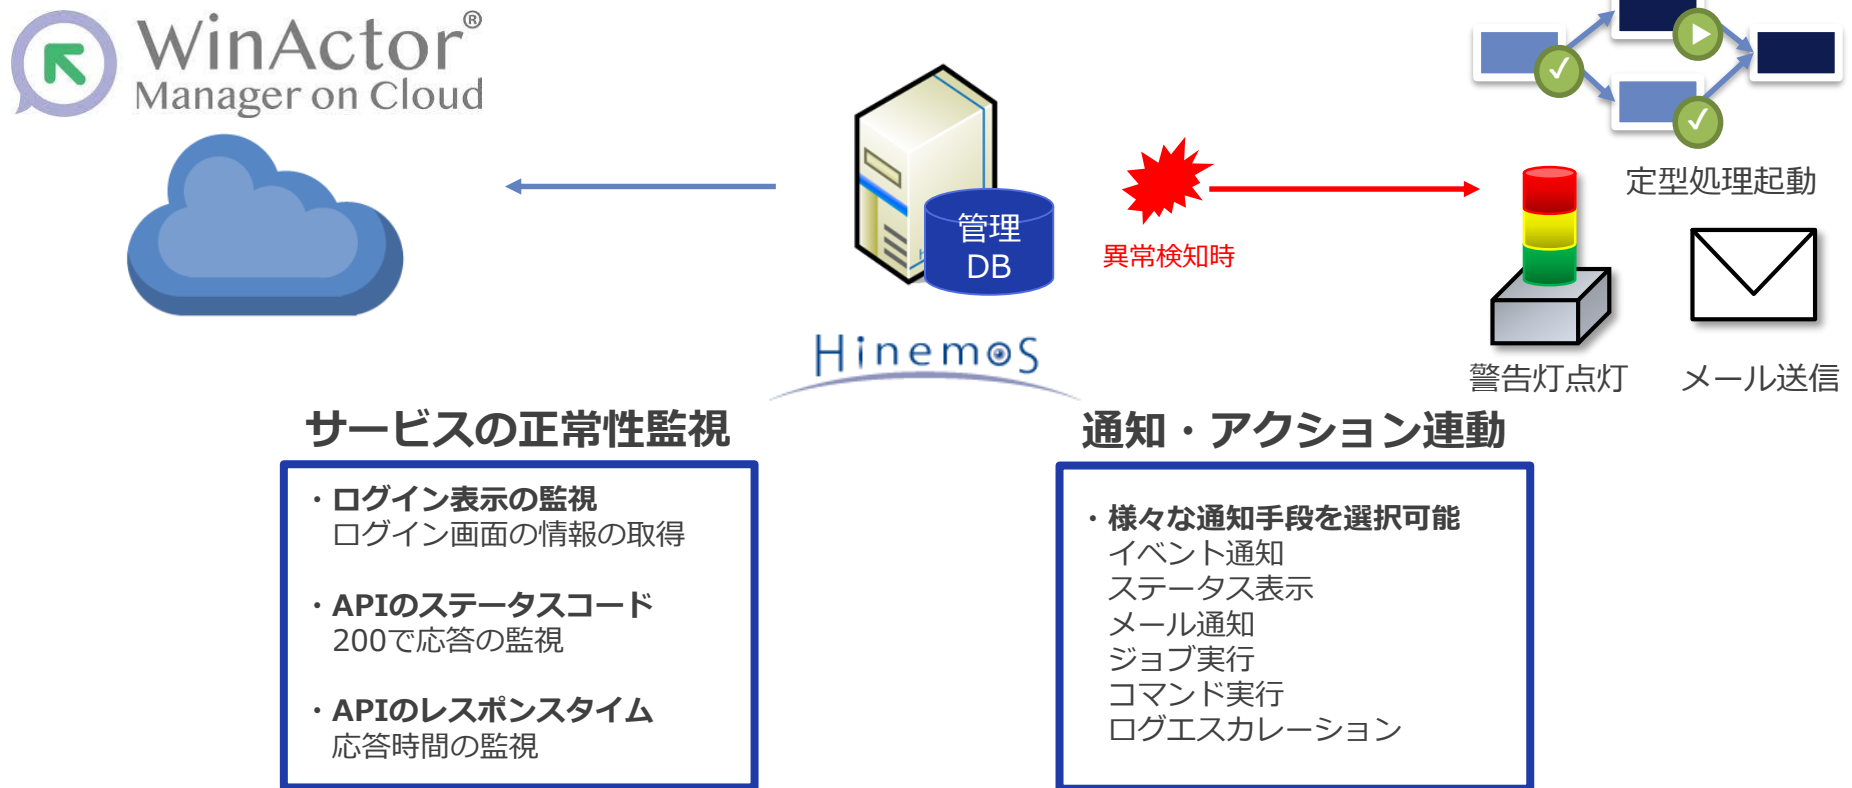 WinActor®
Manager on Cloud
定型処理起動
管理
DB
異常検知時
Hinemos
警告灯点灯
メール送信
サービスの正常性監視
・ログイン表示の監視
ログイン画面の情報の取得
・APIのステータスコード
200で応答の監視
・APIのレスポンスタイム
応答時間の監視
通知・アクション連動
・様々な通知手段を選択可能
イベント通知
ステータス表示
メール通知
ジョブ実行
コマンド実行
ログエスカレーション